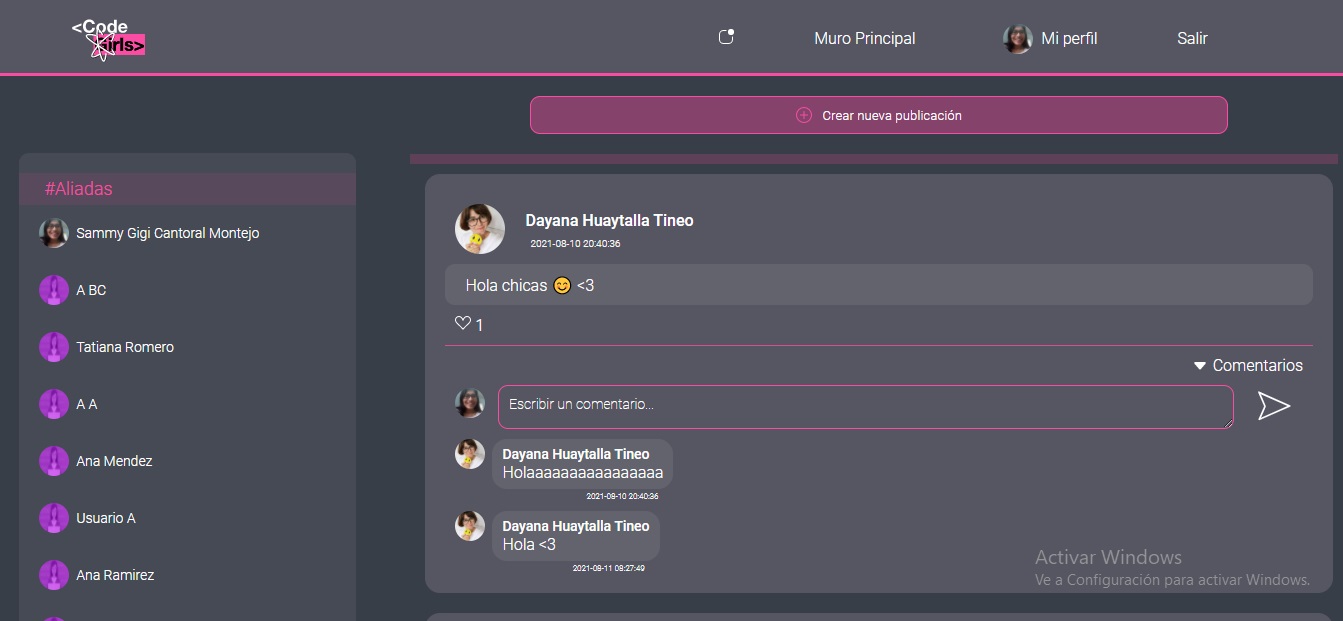 <Code
Girls>
Muro Principal
Mi perfil
Salir
Crear nueva publicación
#Aliadas
Sammy Gigi Cantoral Montejo
A BC
Tatiana Romero
A A
Ana Mendez
Usuario A
Ana Ramirez
Dayana Huaytalla Tineo
2021-08-10 20:40:36
Hola chicas 😊 <3
1
Comentarios
Escribir un comentario...
Dayana Huaytalla Tineo
Holaaaaaaaaaaaaaaaaa
2021-08-10 20:40:36
Dayana Huaytalla Tineo
Hola <3
2021-08-11 08:27:49
Activar Windows
Ve a Configuración para activar Windows.